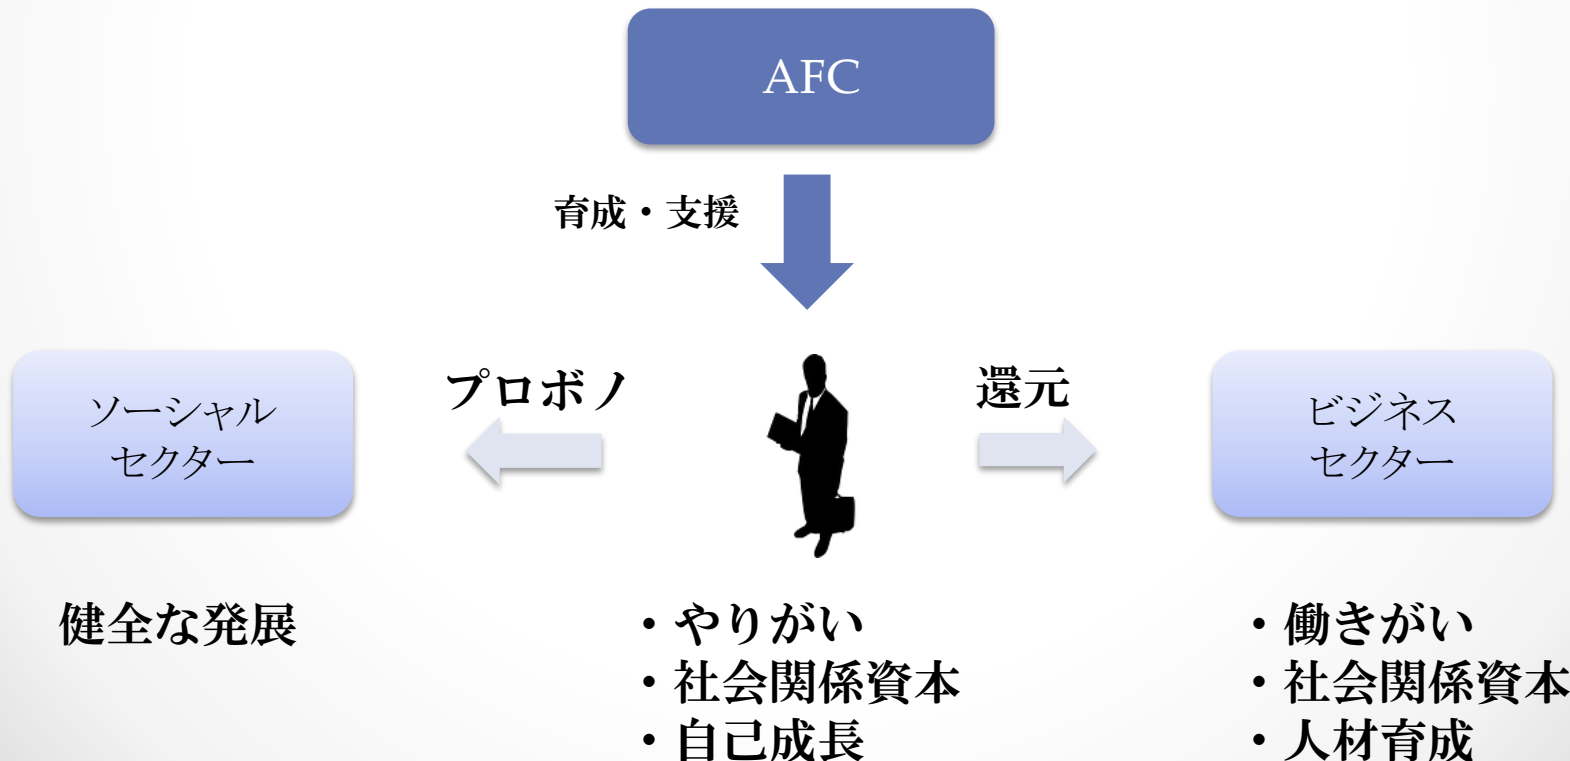 AFC
育成・支援
プロボノ
還元
ソーシャル
セクター
ビジネス
セクター
健全な発展
・やりがい
・社会関係資本
・自己成長
・働きがい
・社会関係資本
・人材育成